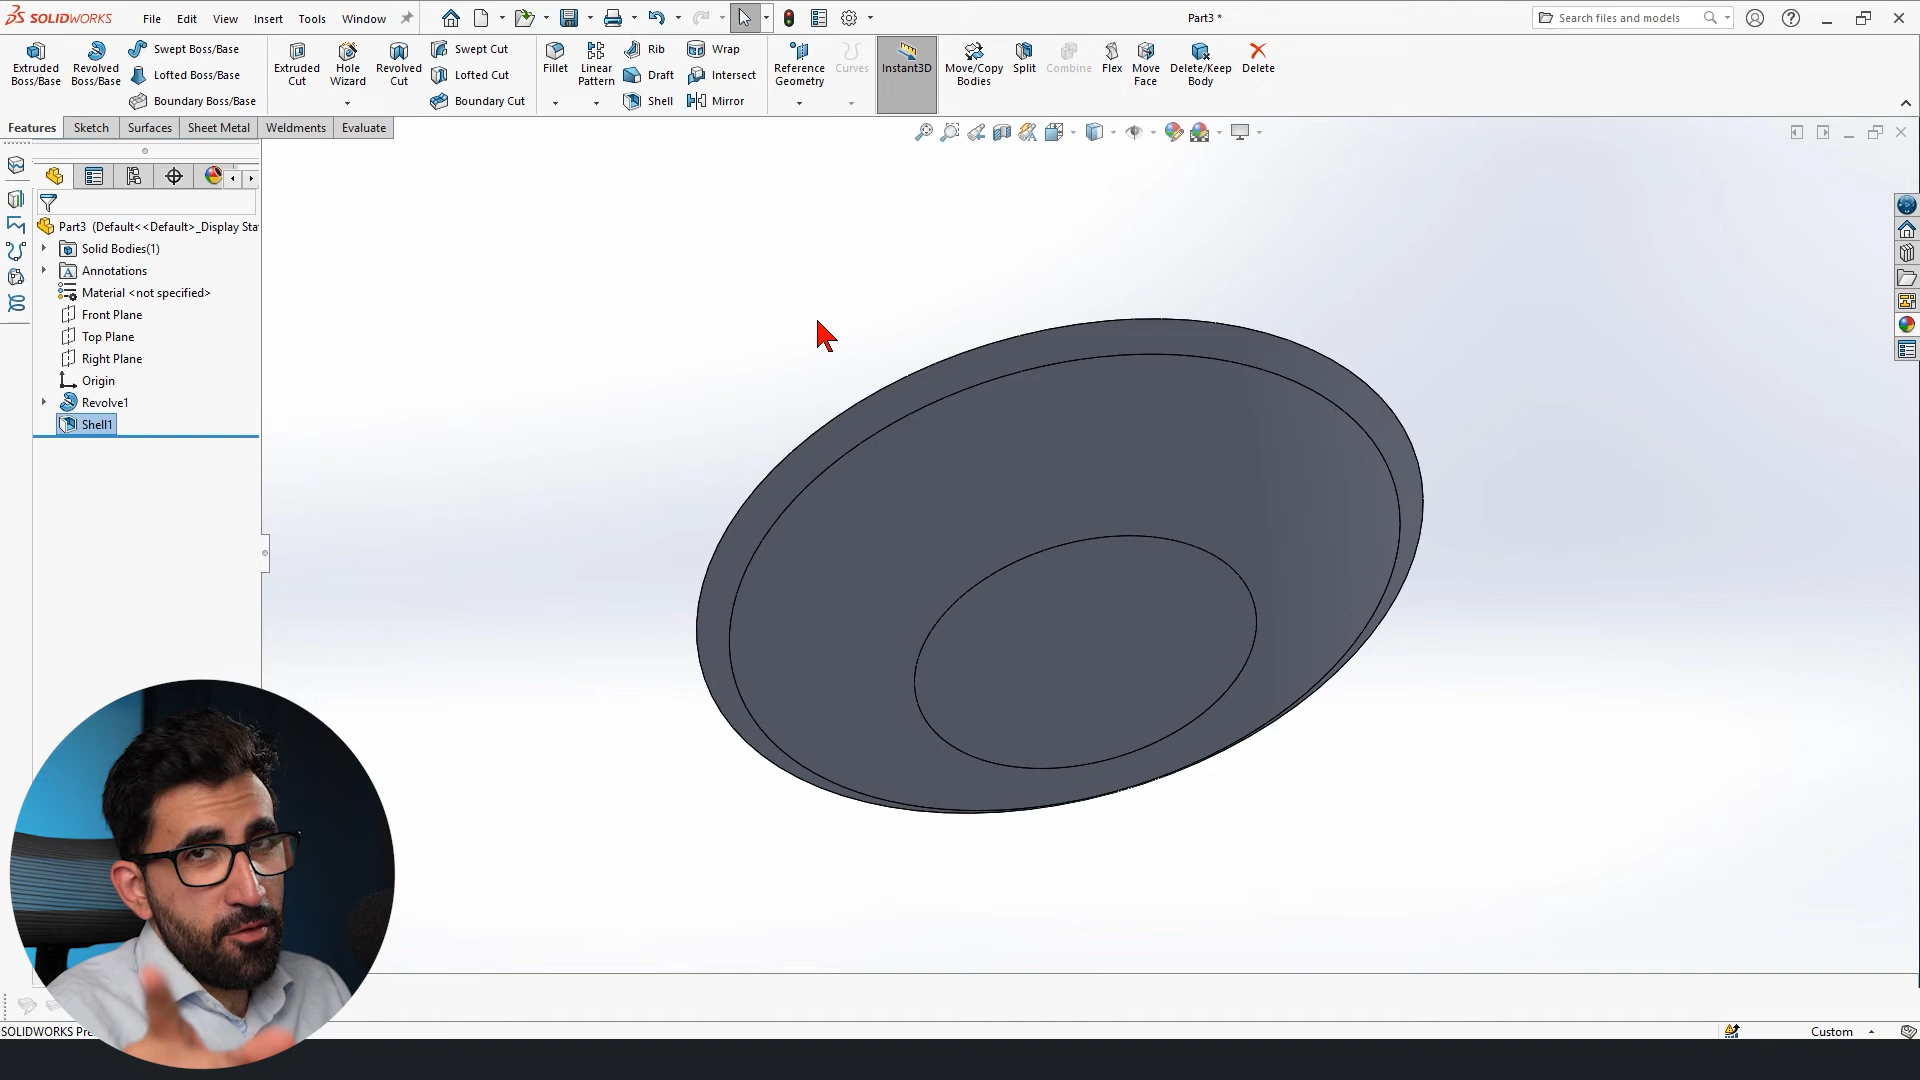 SOLIDWORKS File Edit View Insert Tools Window Part3 * Search files and models
Extruded Boss/Base
Revolved Boss/Base
Swept Boss/Base
Lofted Boss/Base
Boundary Boss/Base
Extruded Cut
Hole Wizard
Revolved Cut
Swept Cut
Lofted Cut
Boundary Cut
Fillet
Linear Pattern
Rib
Draft
Shell
Wrap
Intersect
Mirror
Reference Geometry
Curves
Instant3D
Move/Copy Bodies
Split
Combine
Flex
Move Face
Delete/Keep Body
Delete
Features Sketch Surfaces Sheet Metal Weldments Evaluate
Part3 (Default<<Default>_Display Sta
Solid Bodies(1)
Annotations
Material <not specified>
Front Plane
Top Plane
Right Plane
Origin
Revolve1
Shell1
SOLIDWORKS Pre
Custom